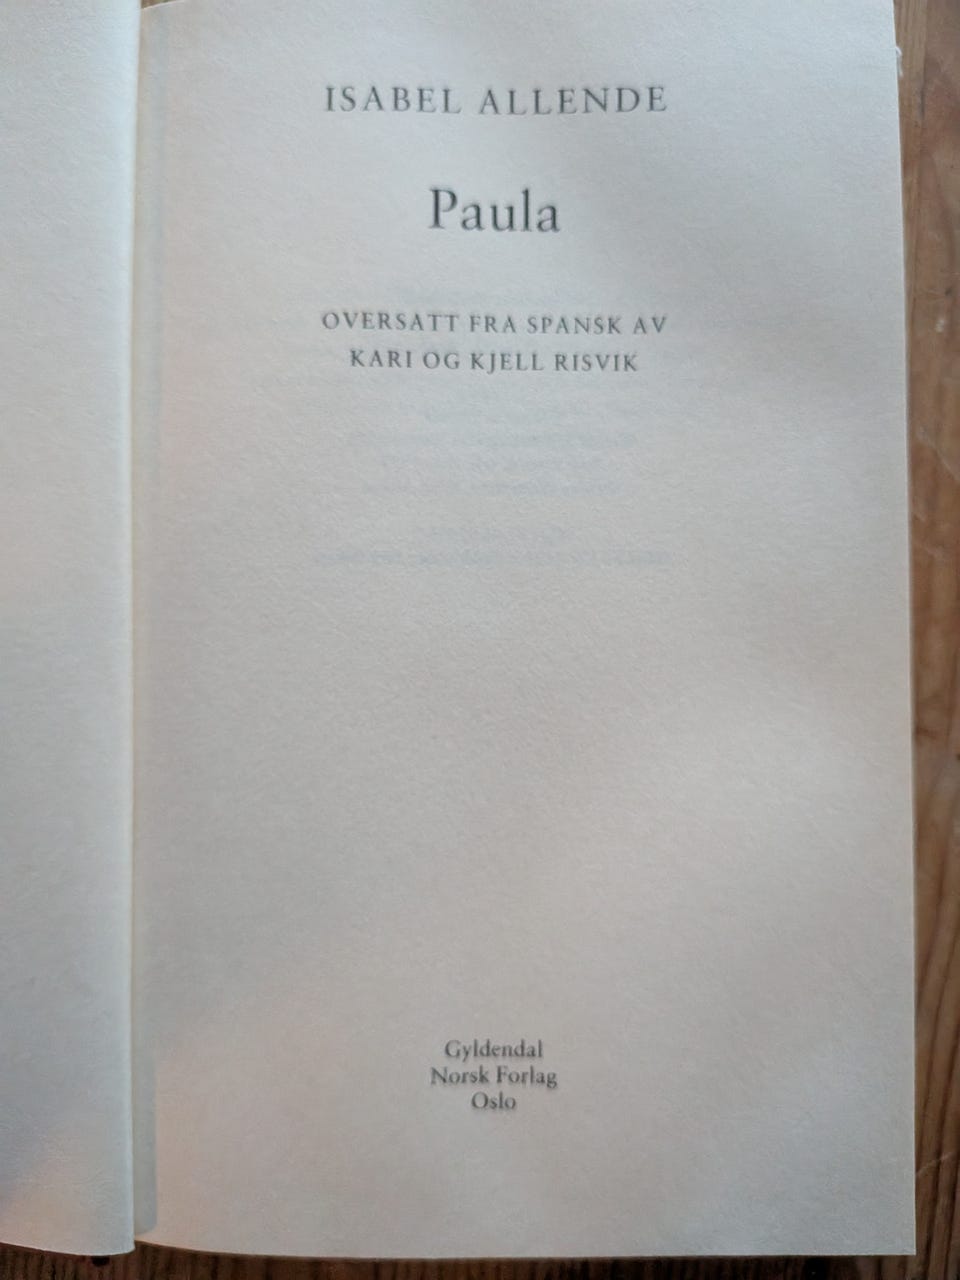 ISABEL ALLENDE
Paula
OVERSATT FRA SPANSK AV
KARI OG KJELL RISVIK
Gyldendal
Norsk Forlag
Oslo